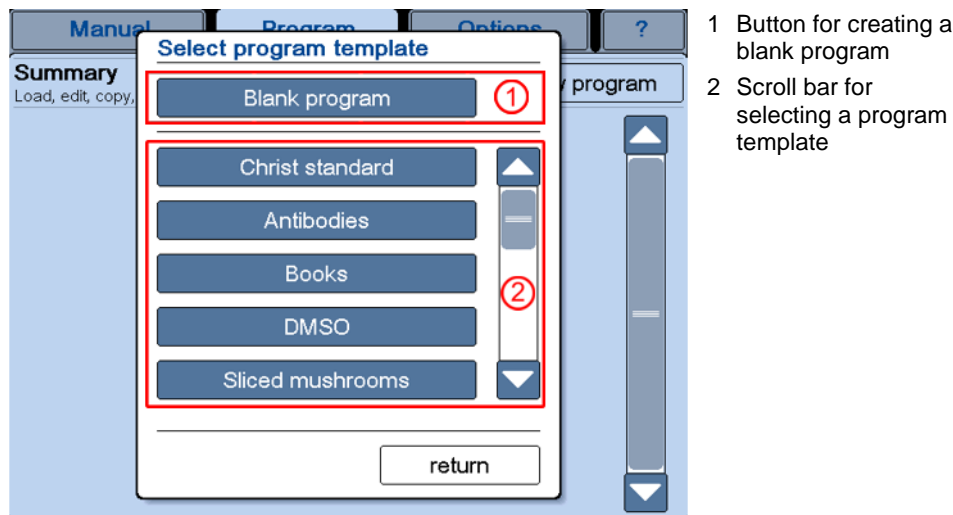 Manual Program Options ?
Select program template
Summary
Load, edit, copy,
program
Blank program 1
Christ standard
Antibodies
Books
2
DMSO
Sliced mushrooms
return
1 Button for creating a
blank program
2 Scroll bar for
selecting a program
template